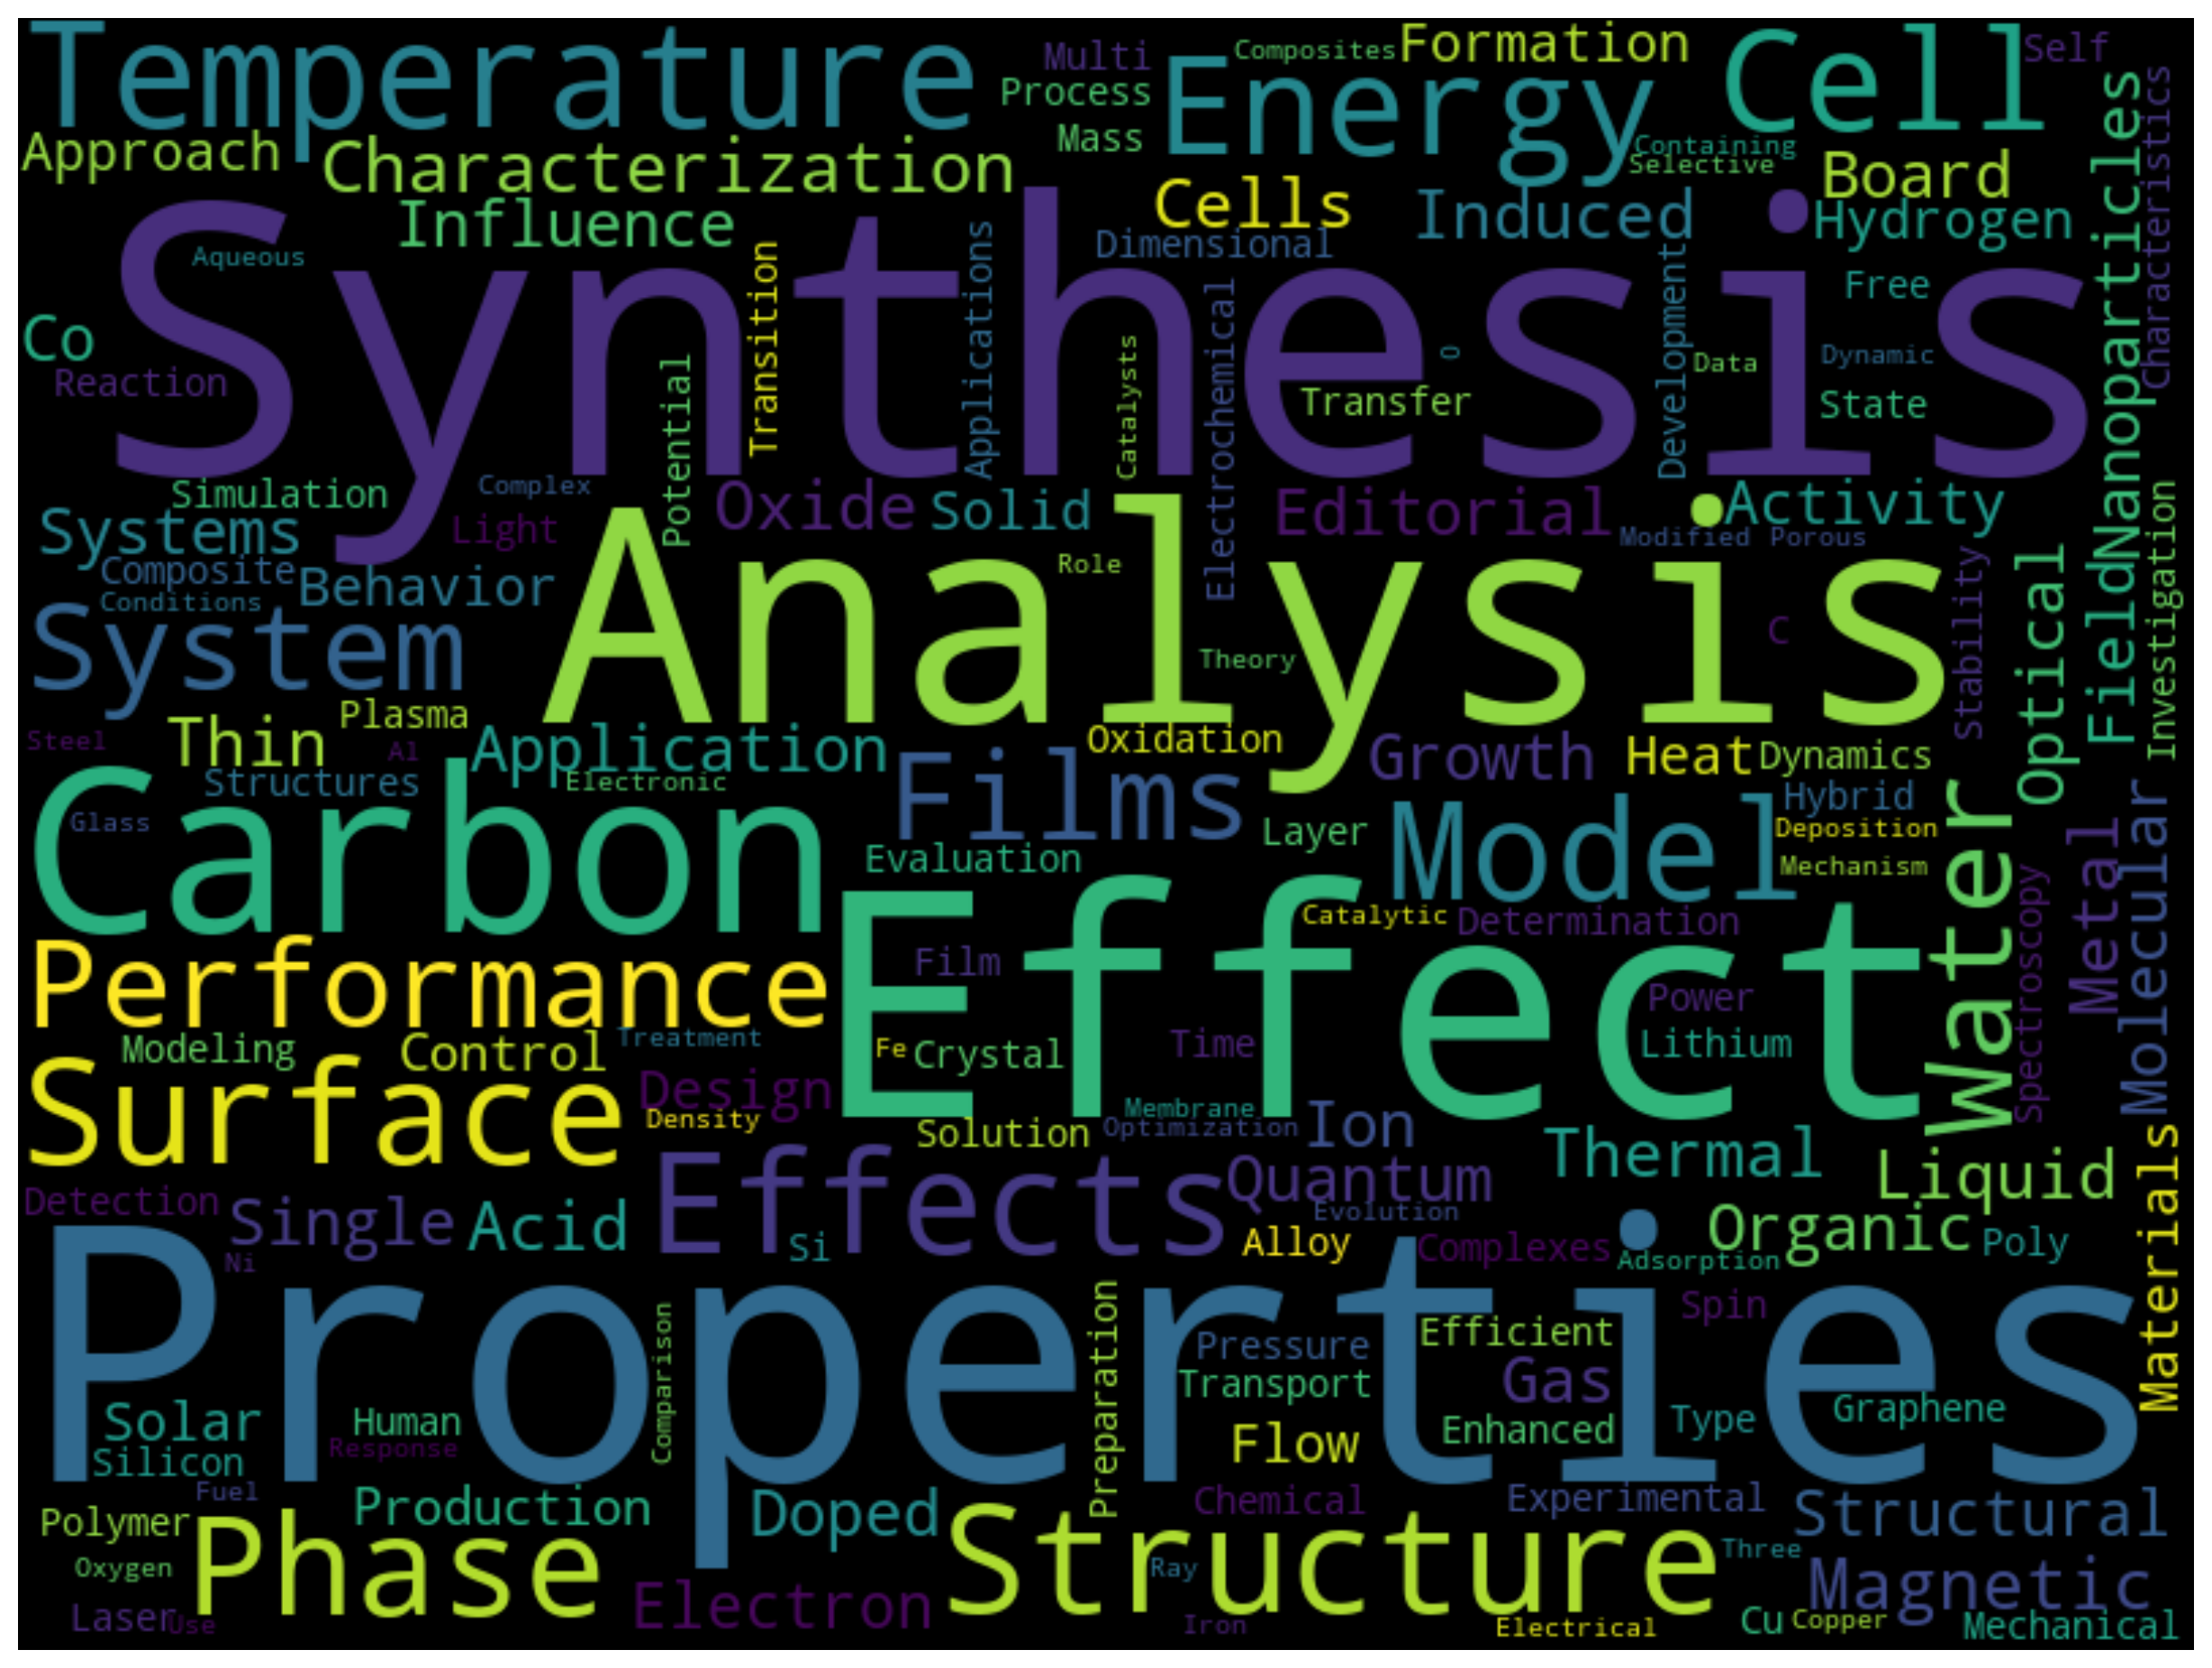 Temperature
Multi
Composites
Formation
Cell
Self
Process
Energy
Mass
Approach
Characterization
Containing
Selective
Board
Nanoparticles
Characteristics
Influence
Cells
Induced
Hydrogen
Aqueous
Synthesis
Dimensional
Transition
Applications
Electrochemical
Development
Free
Co
Reaction
Potential
Catalysts
O
Transfer
Data
Dynamic
State
Simulation
Complex
Oxide
Solid
Editorial
Activity
Systems
Light
Modified
Porous
Composite
Conditions
Behavior
Analysis
Role
Stability
Optical
Field
Investigation
System
Theory
C
Steel
Thin
Plasma
Al
Application
Oxidation
Growth
Heat
Dynamics
Structures
Electronic
Films
Glass
Carbon
Layer
Model
Hybrid
Deposition
Water
Metal
Molecular
Evaluation
Mechanism
Performance
Effect
Catalytic
Determination
Film
Power
Spectroscopy
Modeling
Control
Treatment
Fe
Crystal
Time
Lithium
Surface
Design
Density
Membrane
Solution
Optimization
Ion
Thermal
Liquid
Materials
Detection
Single
Acid
Effects
Quantum
Evolution
Ni
Si
Alloy
Complexes
Adsorption
Organic
Poly
Properties
Comparison
Preparation
Pressure
Efficient
Spin
Transport
Gas
Solar
Human
Response
Flow
Enhanced
Type
Graphene
Silicon
Fuel
Production
Doped
Chemical
Experimental
Structural
Polymer
Phase
Structure
Three
Oxygen
Ray
Magnetic
Laser
Use
Electron
Iron
Electrical
Cu
Copper
Mechanical